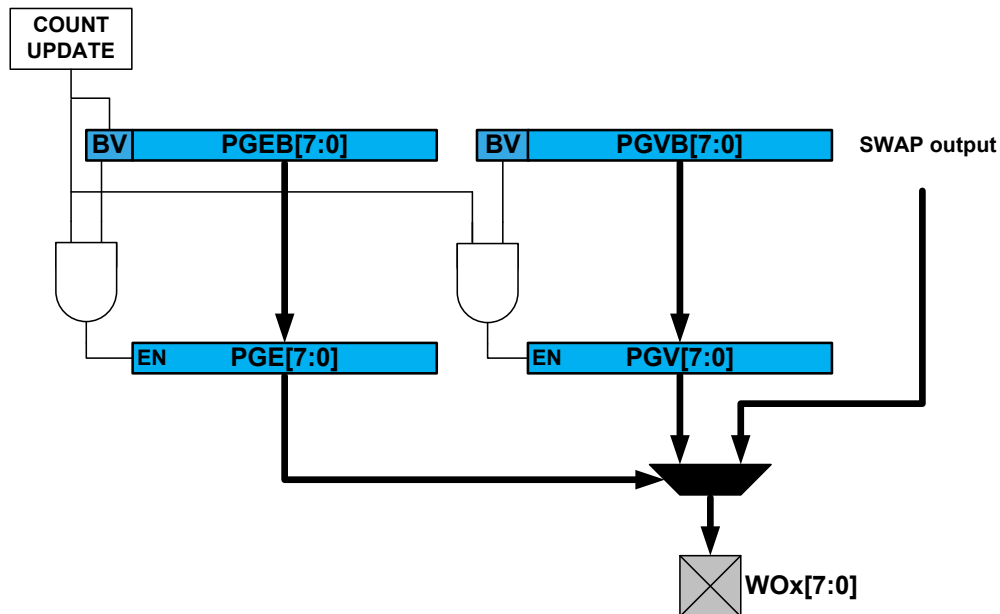 COUNT
UPDATE
BV PGEB[7:0] BV PGVB[7:0] SWAP output
EN PGE[7:0] EN PGV[7:0]
WOx[7:0]